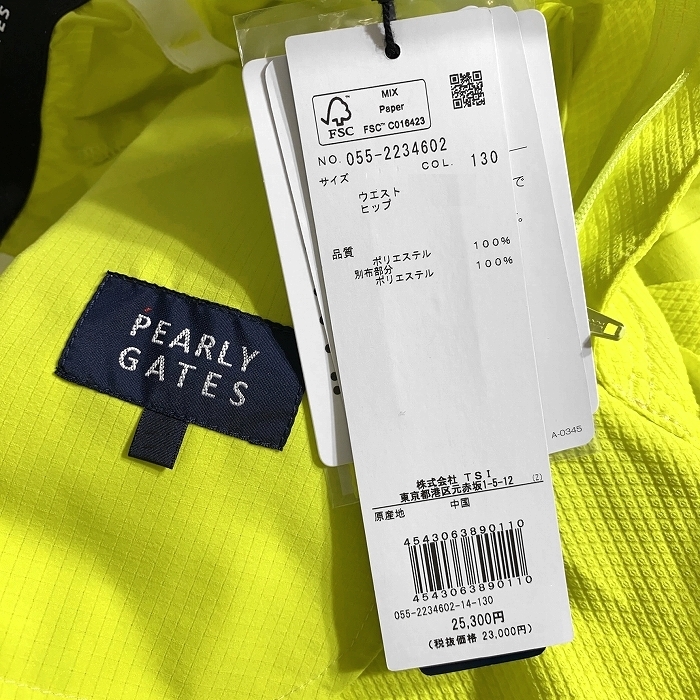 MIX
Paper
FSC
FSC™ C016423
NO. 055-2234602
COL. 130
サイズ
ウエスト
ヒップ
で
。
品質
ポリエステル 100%
別布部分
ポリエステル 100%
PEARLY
GATES
A-0345
株式会社 TSI
東京都港区元赤坂1-5-12 (Z)
原産地 中国
4543063890110
4543063890110
055-2234602-14-130
25,300円
(税抜価格 23,000円)